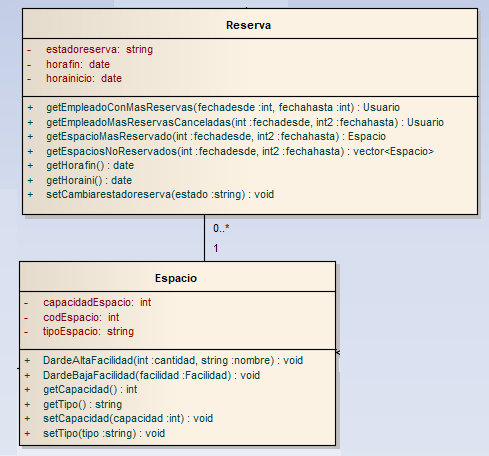 Reserva
- estadoreserva: string
- horafin: date
- horainicio: date
+ getEmpleadoConMasReservas(fechadesde :int, fechahasta :int) : Usuario
+ getEmpleadoMasReservasCanceladas(int :fechadesde, int2 :fechahasta) : Usuario
+ getEspacioMasReservado(int :fechadesde, int2 :fechahasta) : Espacio
+ getEspaciosNoReservados(int :fechadesde, int2 :fechahasta) : vector<Espacio>
+ getHorafin() : date
+ getHoraini() : date
+ setCambiarestadoreserva(estado :string) : void
0..*
1
Espacio
- capacidadEspacio: int
- codEspacio: int
- tipoEspacio: string
+ DardeAltaFacilidad(int :cantidad, string :nombre) : void
+ DardeBajaFacilidad(facilidad :Facilidad) : void
+ getCapacidad() : int
+ getTipo() : string
+ setCapacidad(capacidad :int) : void
+ setTipo(tipo :string) : void